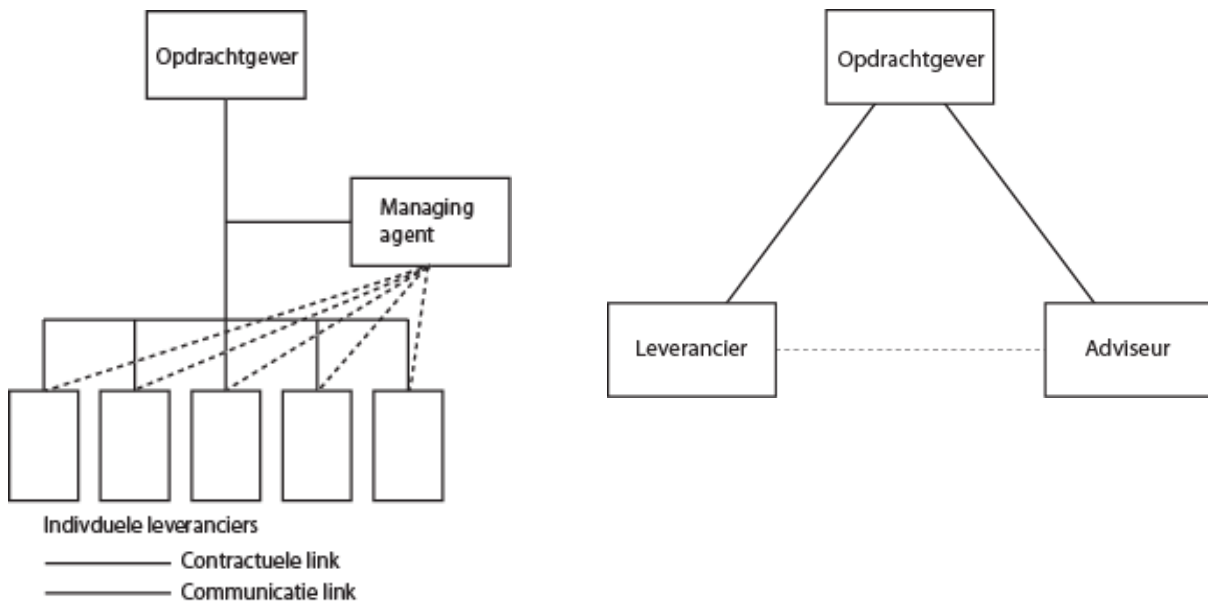 Opdrachtgever
Managing
agent
Indivduele leveranciers
Contractuele link
Communicatie link
Opdrachtgever
Leverancier
Adviseur